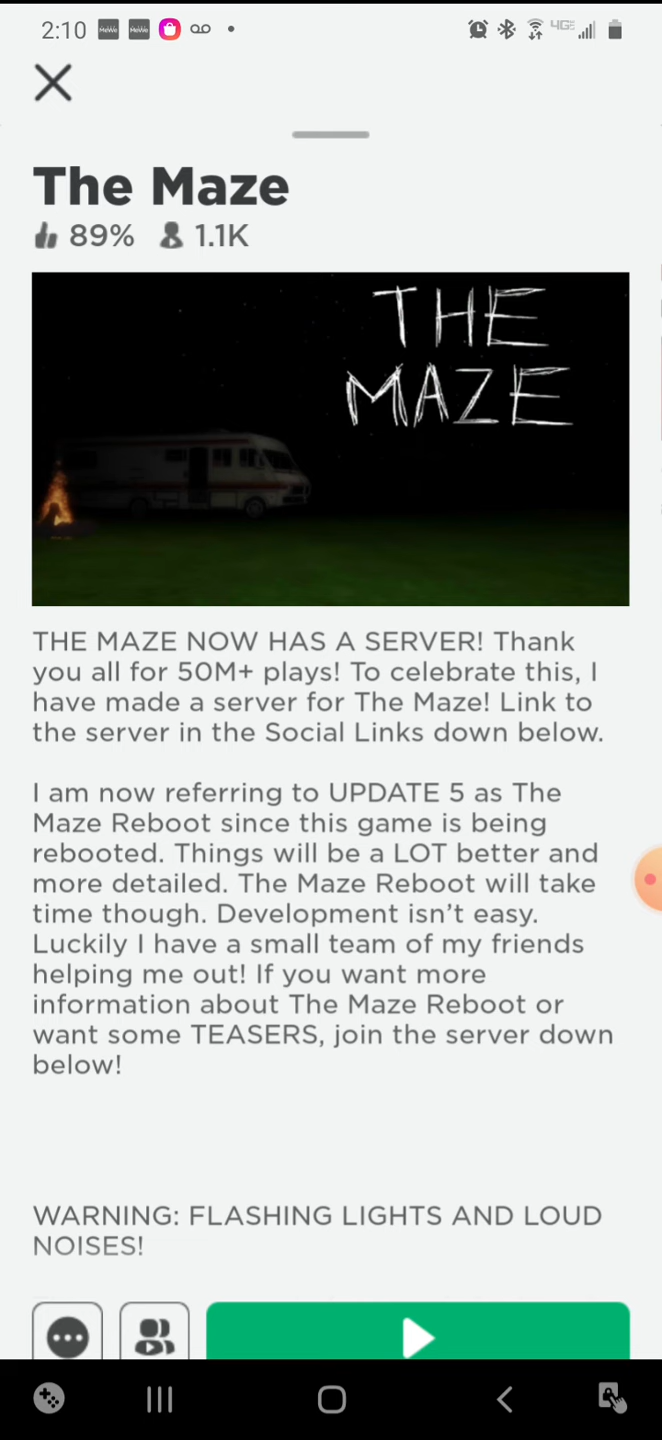 2:10
MeWe MeWe
4GE
The Maze
89% 1.1K
THE
MAZE
THE MAZE NOW HAS A SERVER! Thank
you all for 50M+ plays! To celebrate this, I
have made a server for The Maze! Link to
the server in the Social Links down below.
I am now referring to UPDATE 5 as The
Maze Reboot since this game is being
rebooted. Things will be a LOT better and
more detailed. The Maze Reboot will take
time though. Development isn’t easy.
Luckily I have a small team of my friends
helping me out! If you want more
information about The Maze Reboot or
want some TEASERS, join the server down
below!
WARNING: FLASHING LIGHTS AND LOUD
NOISES!